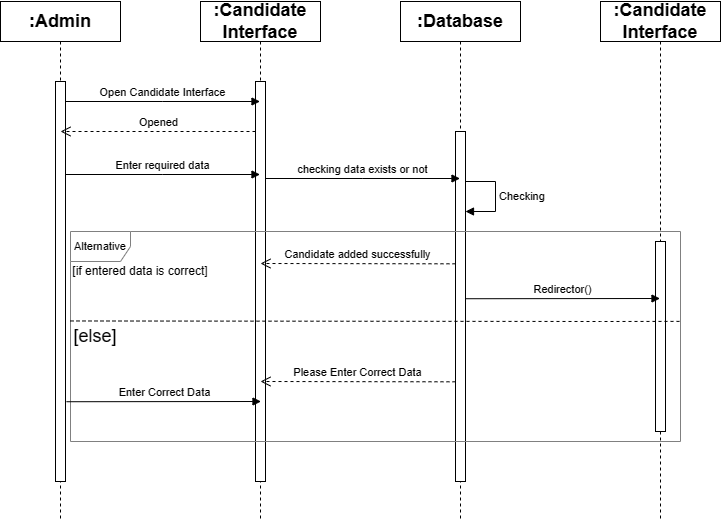 :Admin
:Candidate
Interface
:Database
:Candidate
Interface
Open Candidate Interface
Opened
Enter required data
checking data exists or not
Checking
Alternative
Candidate added successfully
[if entered data is correct]
Redirector()
[else]
Please Enter Correct Data
Enter Correct Data